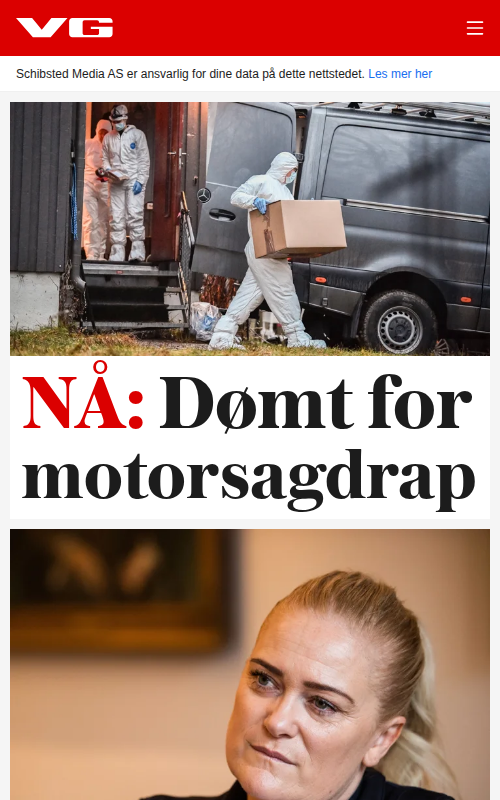 VG
Schibsted Media AS er ansvarlig for dine data på dette nettstedet. Les mer her
NÅ: Dømt for
motorsagdrap